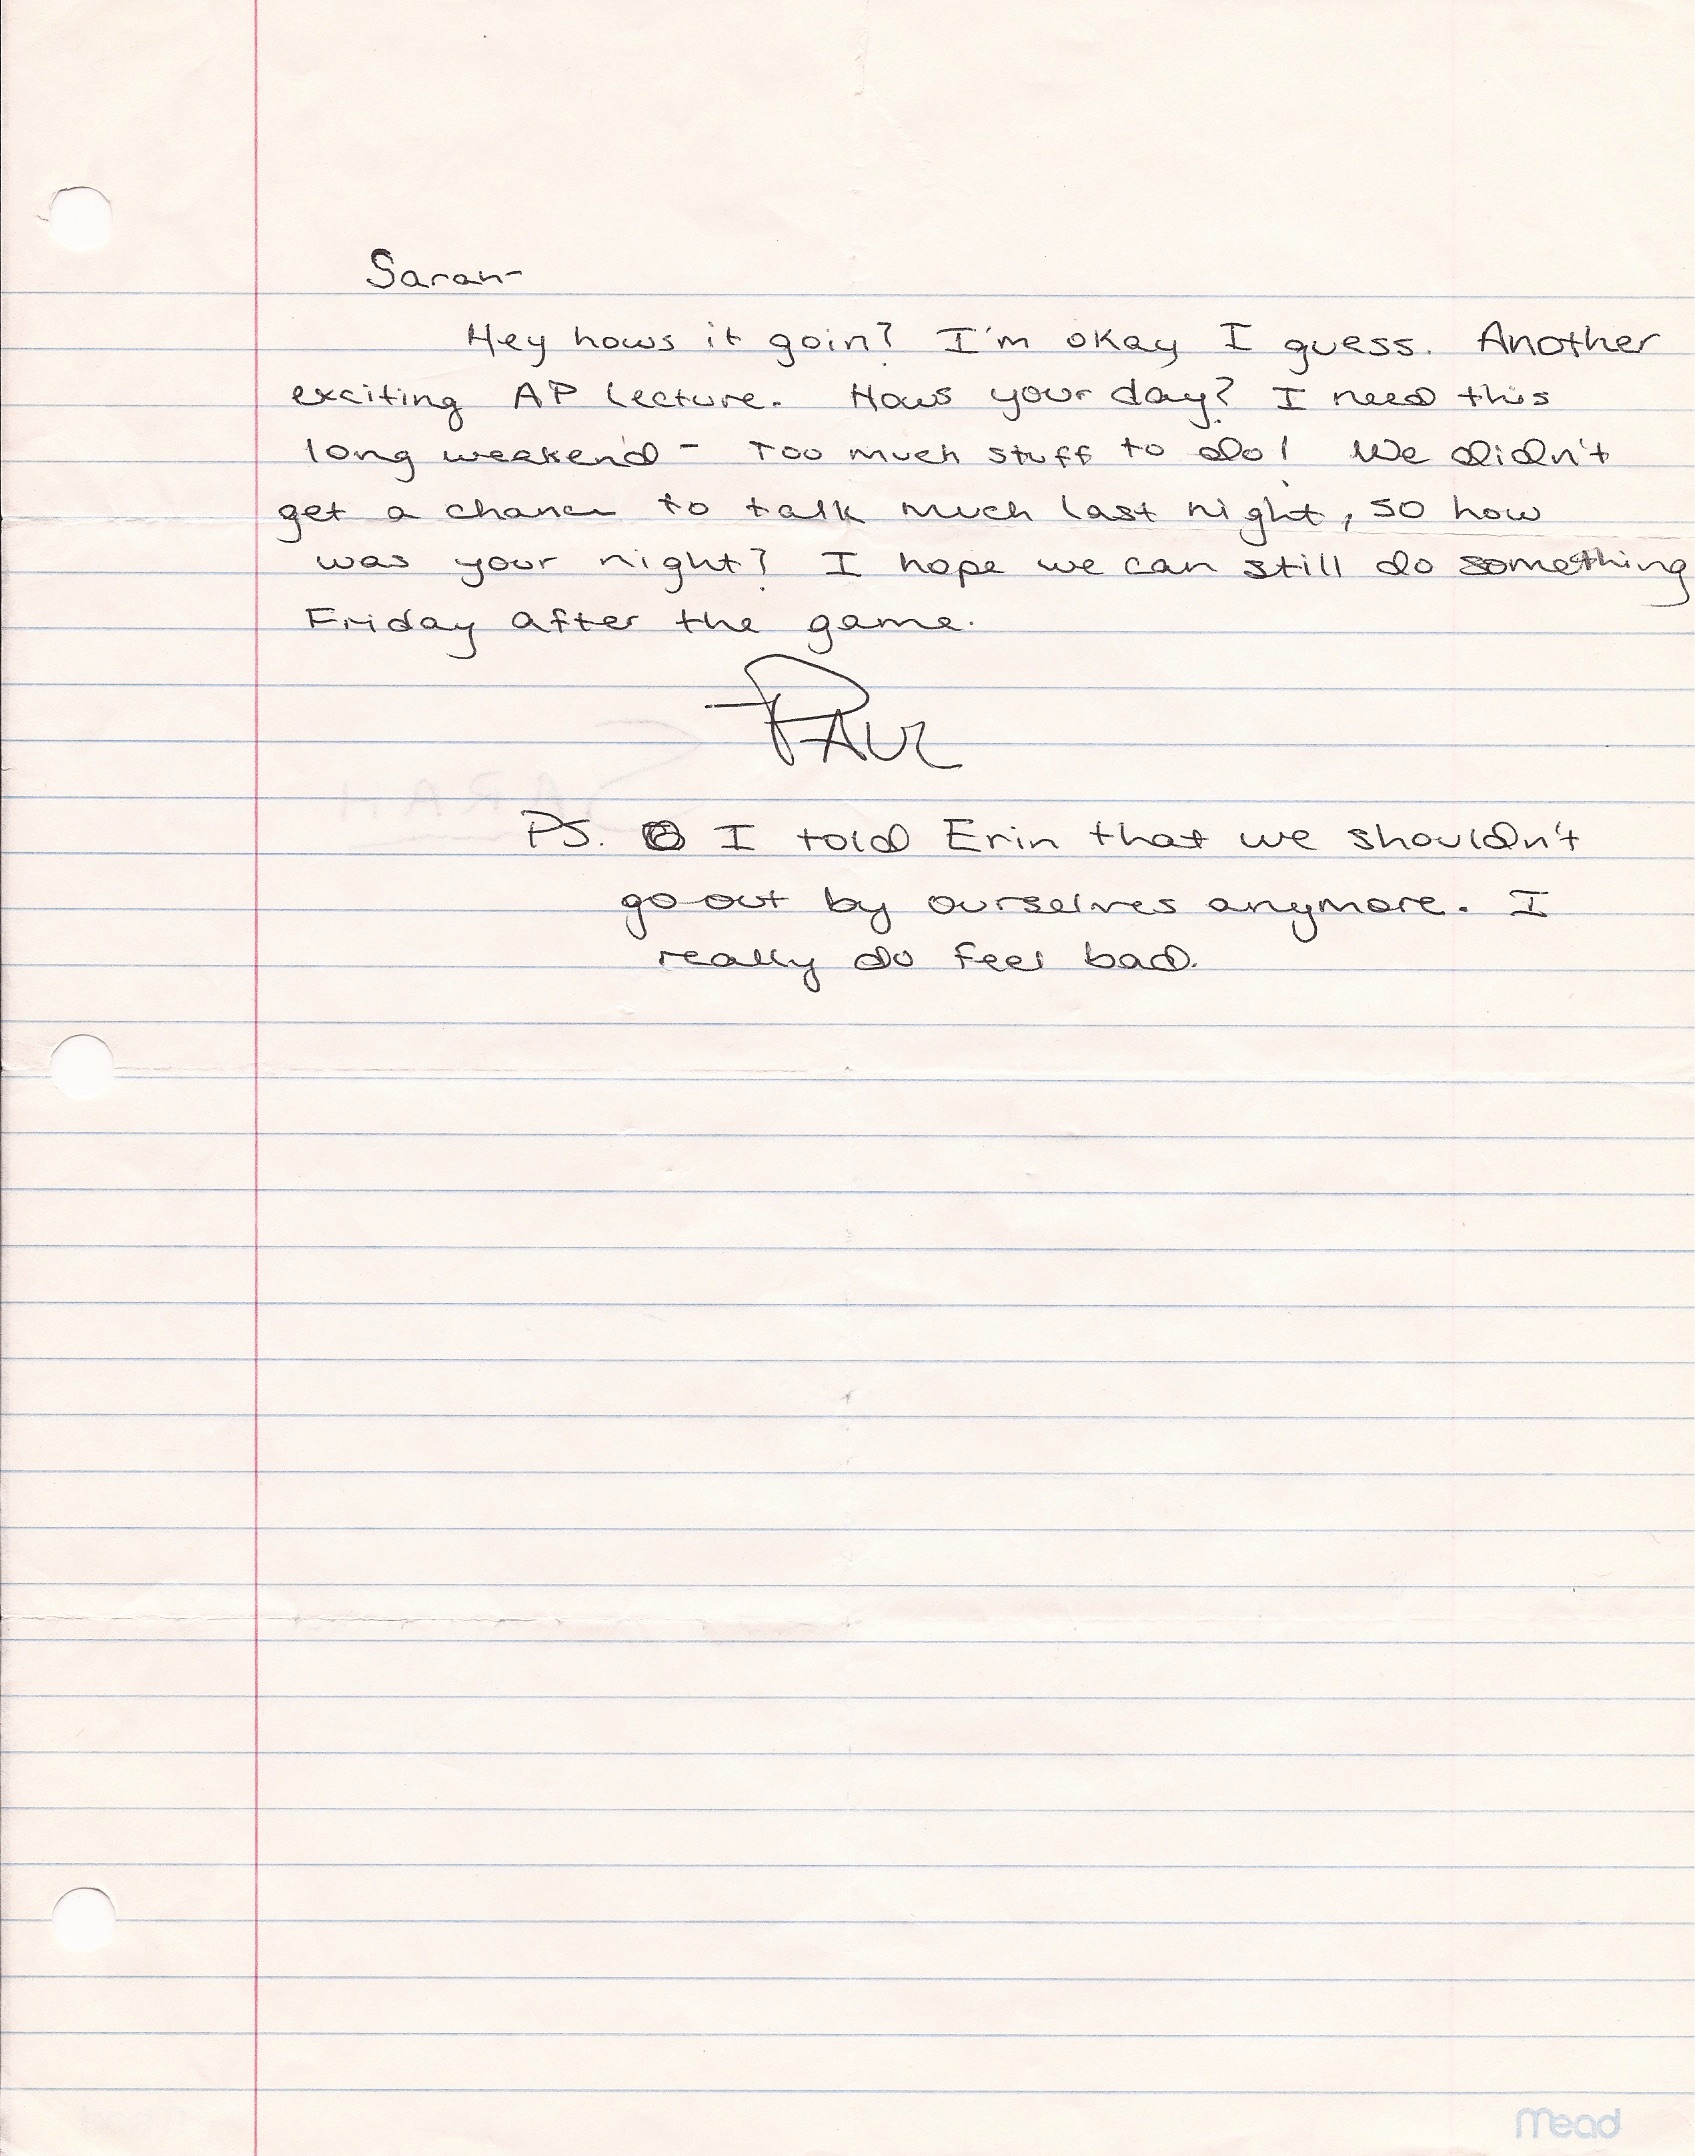 Sarah-
Hey hows it goin? I'm okay I guess. Another
exciting AP Lecture. Hows your day? I need this
long weekend - Too much stuff to do! We didn't
get a chance to talk much last night, so how
was your night? I hope we can still do something
Friday after the game.
PAUL
PS. I told Erin that we shouldn't
go out by ourselves anymore. I
really do feel bad.
SARAH
Mead